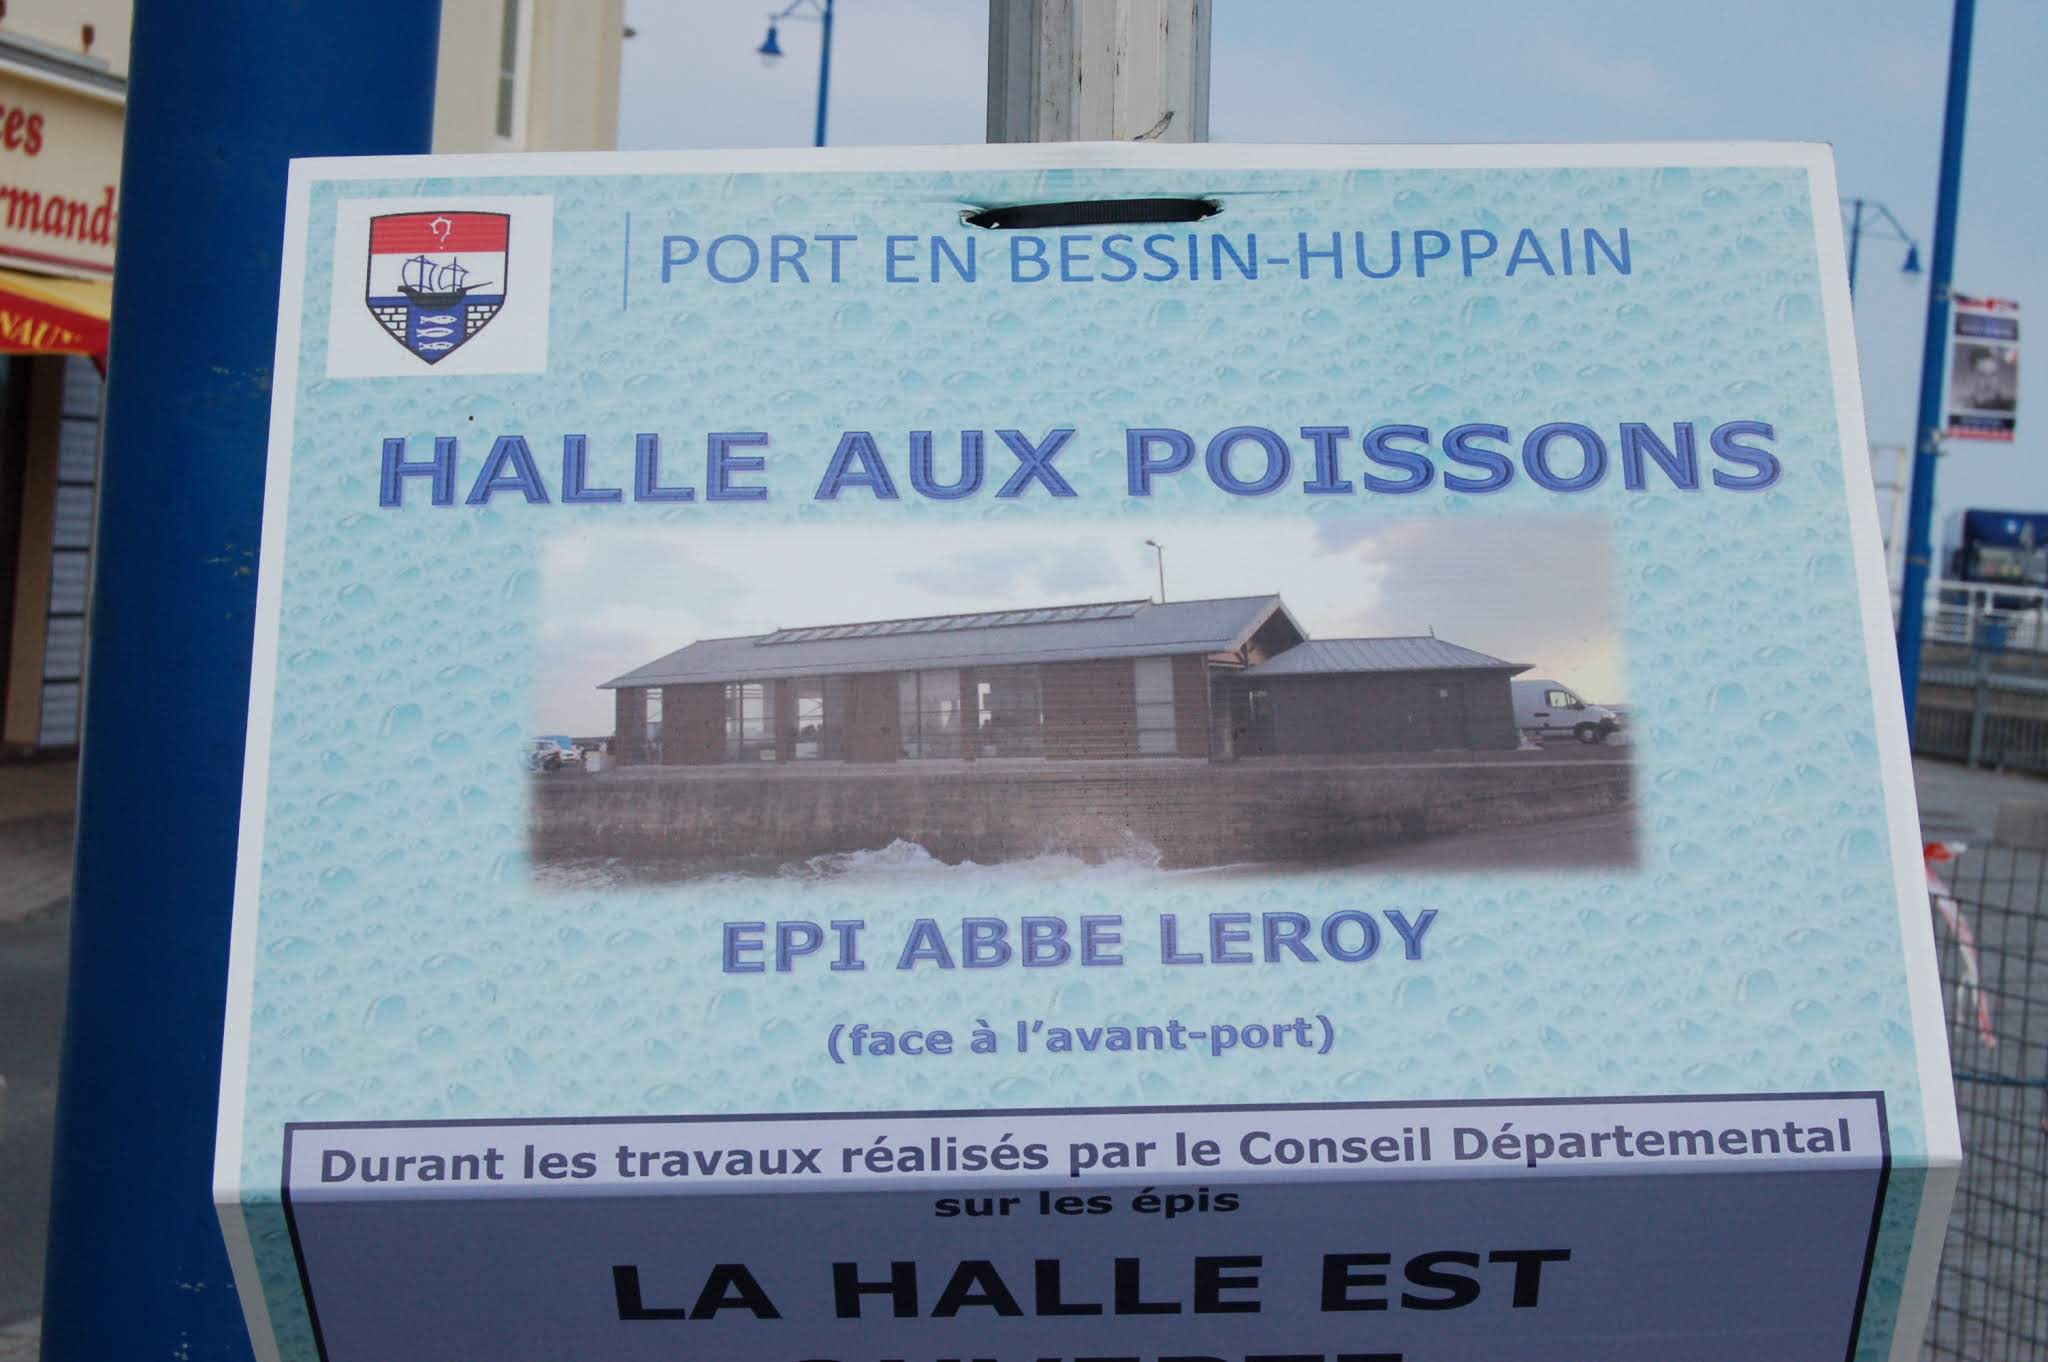 PORT EN BESSIN-HUPPAIN
HALLE AUX POISSONS
EPI ABBE LEROY
(face à l'avant-port)
Durant les travaux réalisés par le Conseil Départemental
sur les épis
LA HALLE EST
OUVERTE